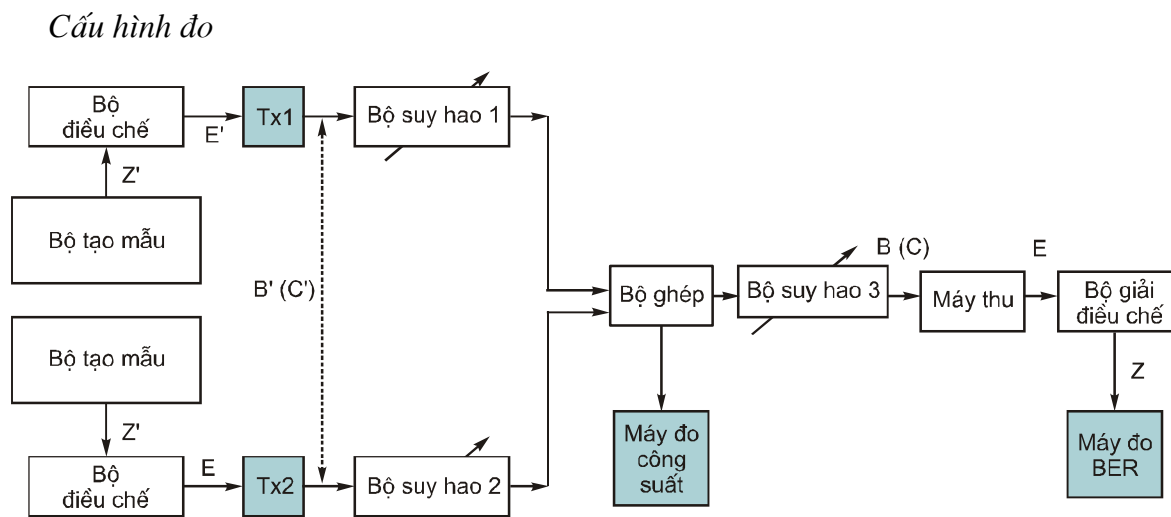 Cấu hình đo
Bộ
điều chế
E'
Tx1
Bộ suy hao 1
Z'
Bộ tạo mẫu
B' (C')
B (C)
E
Bộ ghép
Bộ suy hao 3
Máy thu
Bộ giải
điều chế
Bộ tạo mẫu
Z
Z'
Máy đo
công
suất
Máy đo
BER
Bộ
điều chế
E
Tx2
Bộ suy hao 2